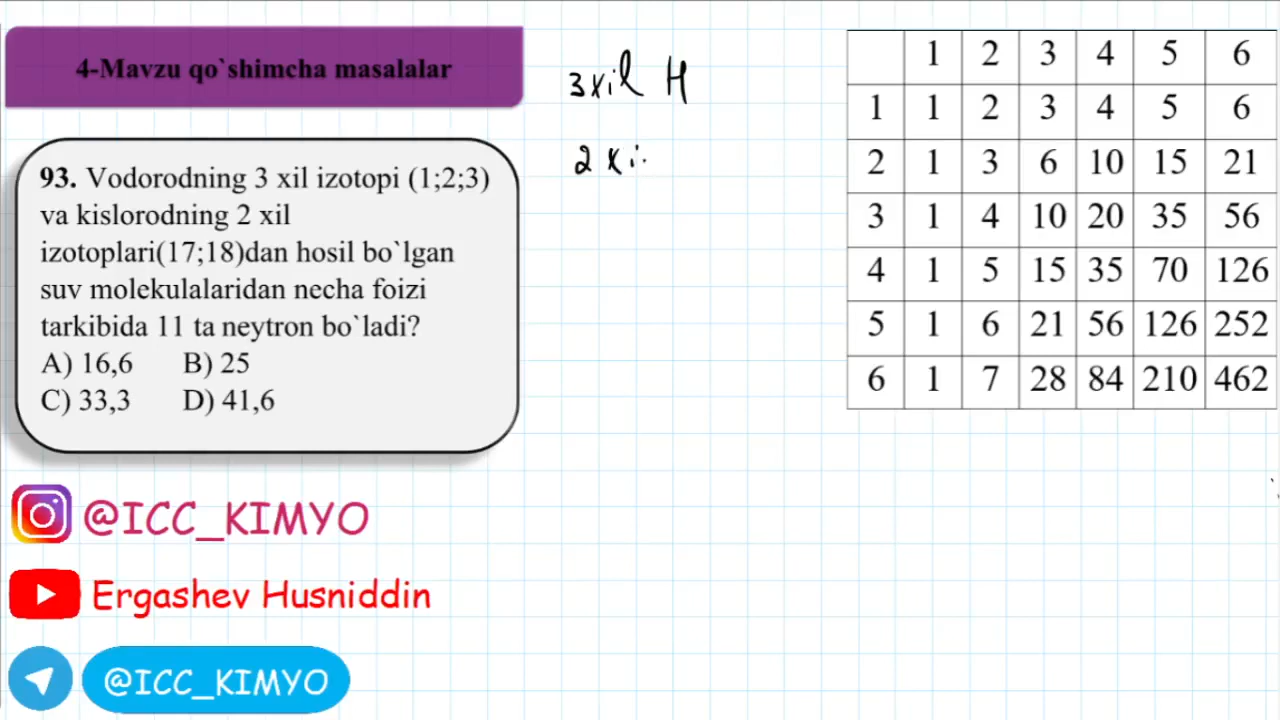 4-Mavzu qo`shimcha masalalar
93. Vodorodning 3 xil izotopi (1;2;3)
va kislorodning 2 xil
izotoplari(17;18)dan hosil bo`lgan
suv molekulalaridan necha foizi
tarkibida 11 ta neytron bo`ladi?
A) 16,6 B) 25
C) 33,3 D) 41,6
@ICC_KIMYO
Ergashev Husniddin
@ICC_KIMYO
3 xil H
2 xi
1 2 3 4 5 6
1 1 2 3 4 5 6
2 1 3 6 10 15 21
3 1 4 10 20 35 56
4 1 5 15 35 70 126
5 1 6 21 56 126 252
6 1 7 28 84 210 462